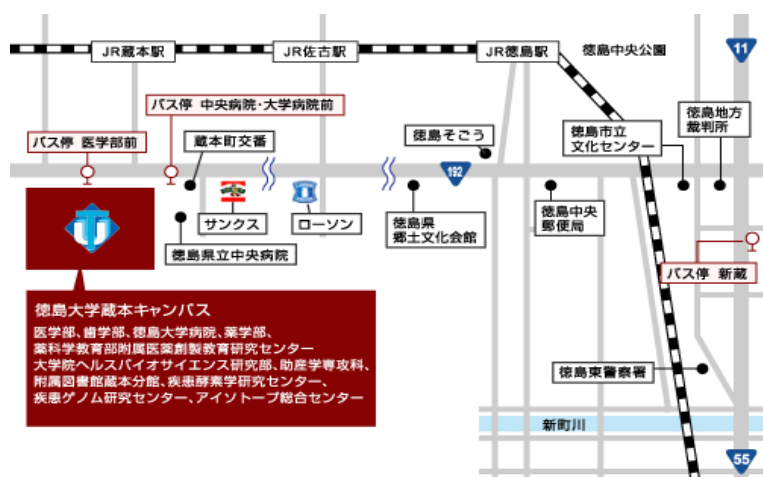 JR蔵本駅
JR佐古駅
JR徳島駅
徳島中央公園
11
バス停 中央病院・大学病院前
徳島地方
裁判所
バス停 医学部前
蔵本町交番
徳島そごう
徳島市立
文化センター
192
サンクス
ローソン
徳島県
郷土文化会館
徳島中央
郵便局
徳島県立中央病院
バス停 新蔵
徳島大学蔵本キャンパス
医学部、歯学部、徳島大学病院、薬学部、
薬科学教育部附属医薬創製教育研究センター
大学院ヘルスバイオサイエンス研究部、助産学専攻科、
附属図書館蔵本分館、疾患酵素学研究センター、
疾患ゲノム研究センター、アイソトープ総合センター
徳島東警察署
新町川
55